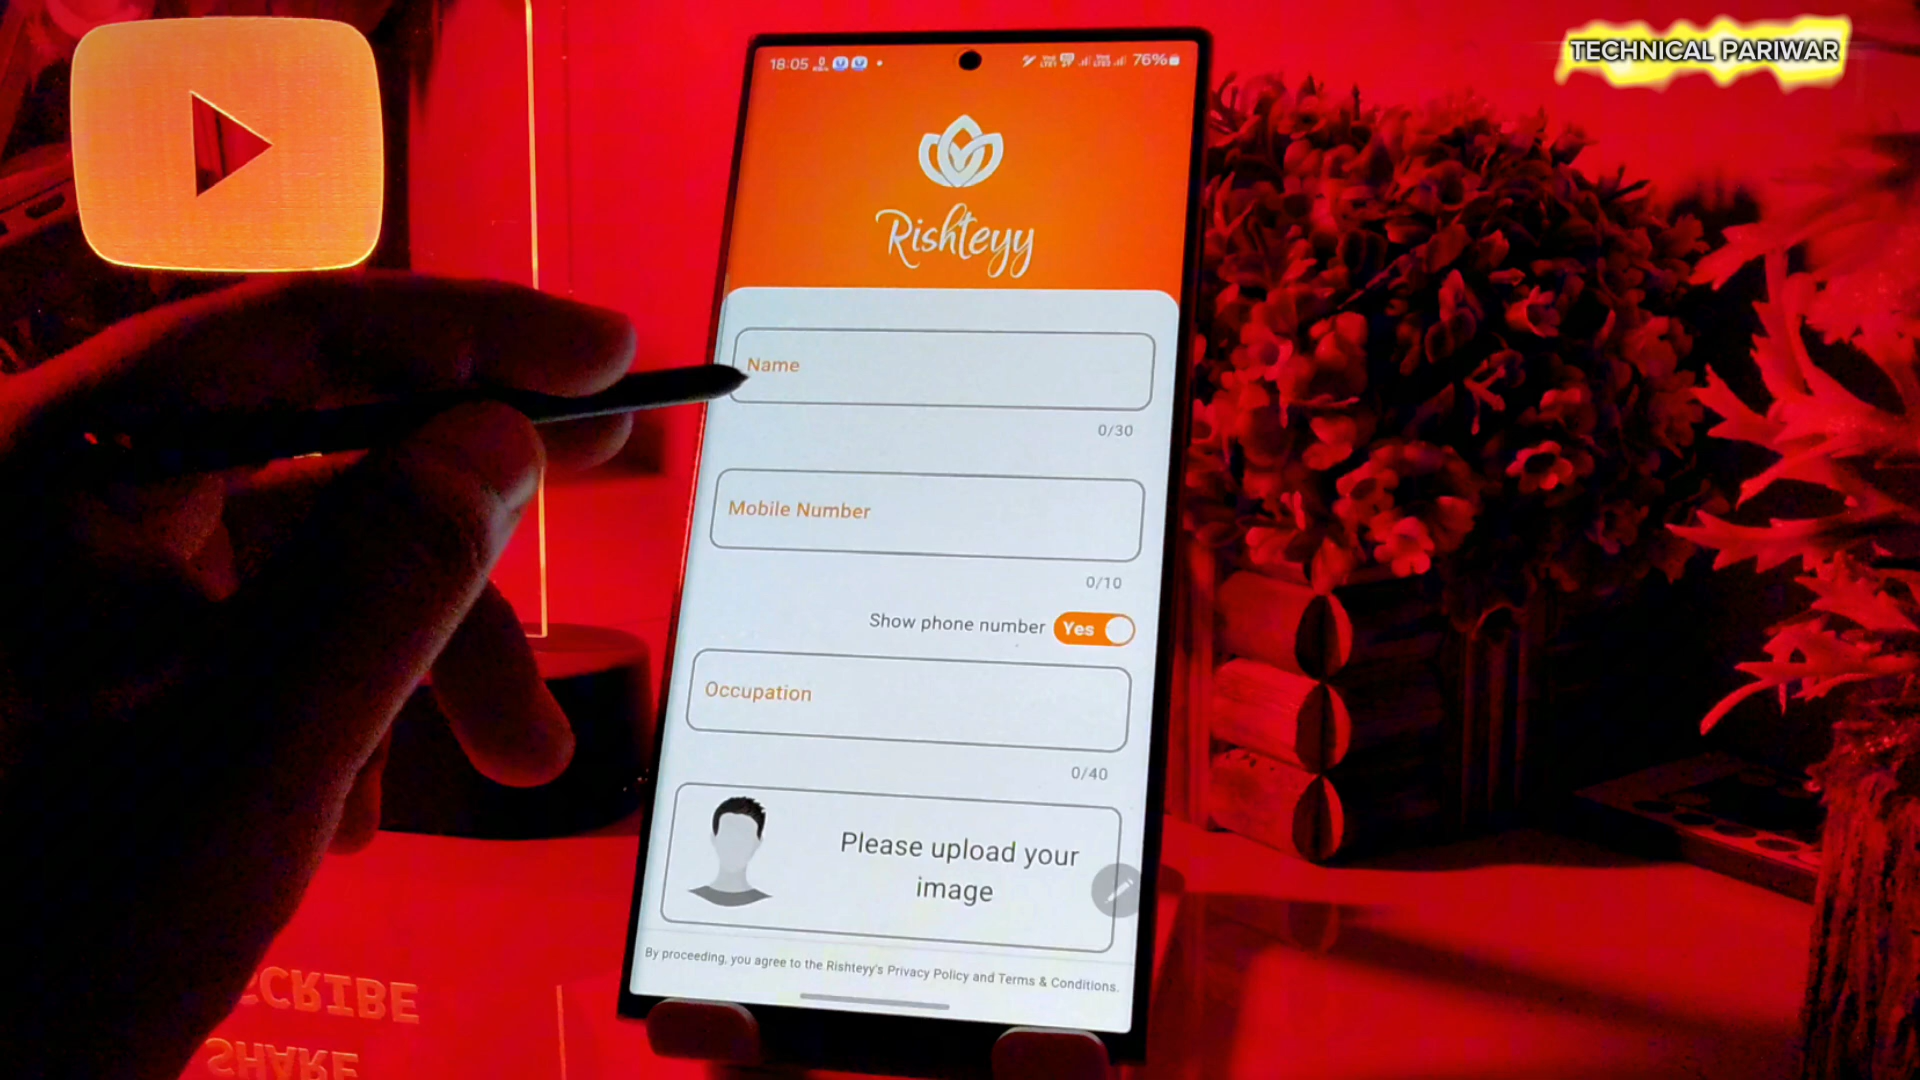 TECHNICAL PARIWAR
18:05
76%
Rishteyy
Name
0/30
Mobile Number
0/10
Show phone number Yes
Occupation
0/40
Please upload your
image
By proceeding, you agree to the Rishteyy's Privacy Policy and Terms & Conditions.
SCRIBE
SHARE